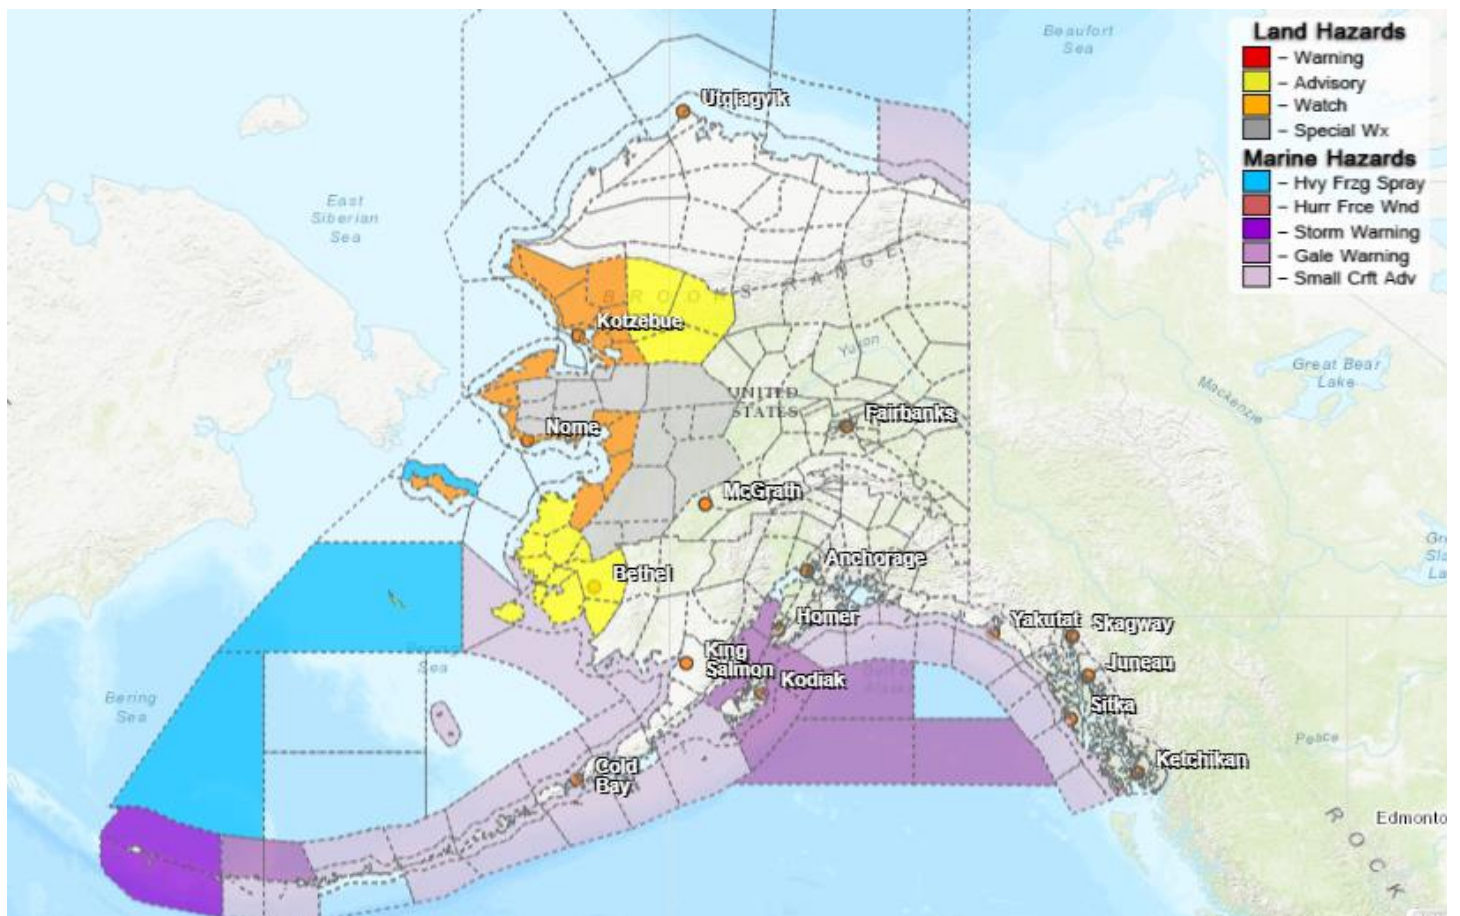 Beaufort
Sea
Land Hazards
- Warning
- Advisory
- Watch
- Special Wx
Marine Hazards
- Hvy Frzg Spray
- Hurr Frce Wnd
- Storm Warning
- Gale Warning
- Small Crft Adv
Utqiagvik
East
Siberian
Sea
BROOKS RANGE
Kotzebue
Yukon
Great Bear
Lake
Mackenzie
UNITED
STATES
Fairbanks
Nome
McGrath
Anchorage
Bethel
Homer
Yakutat
Skagway
King
Salmon
Juneau
Sea
Kodiak
Bering
Sea
Sitka
Peace
Cold
Bay
Ketchikan
Edmonto
ROCK